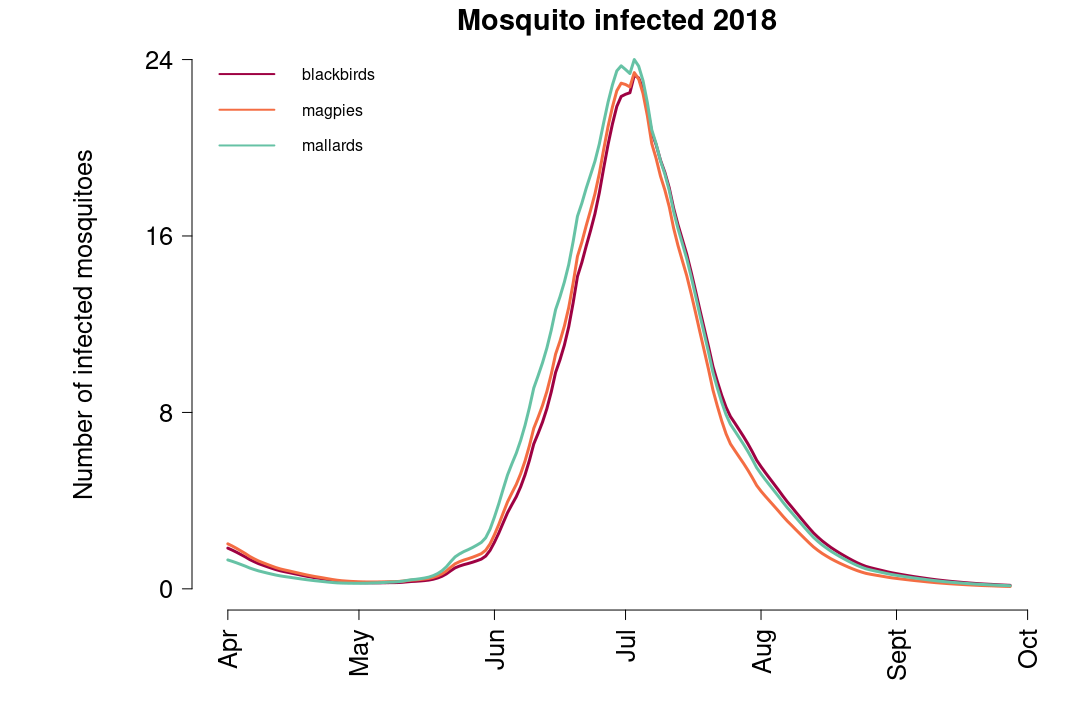 Mosquito infected 2018
Number of infected mosquitoes
24
16
8
0
blackbirds
magpies
mallards
Apr
May
Jun
Jul
Aug
Sept
Oct